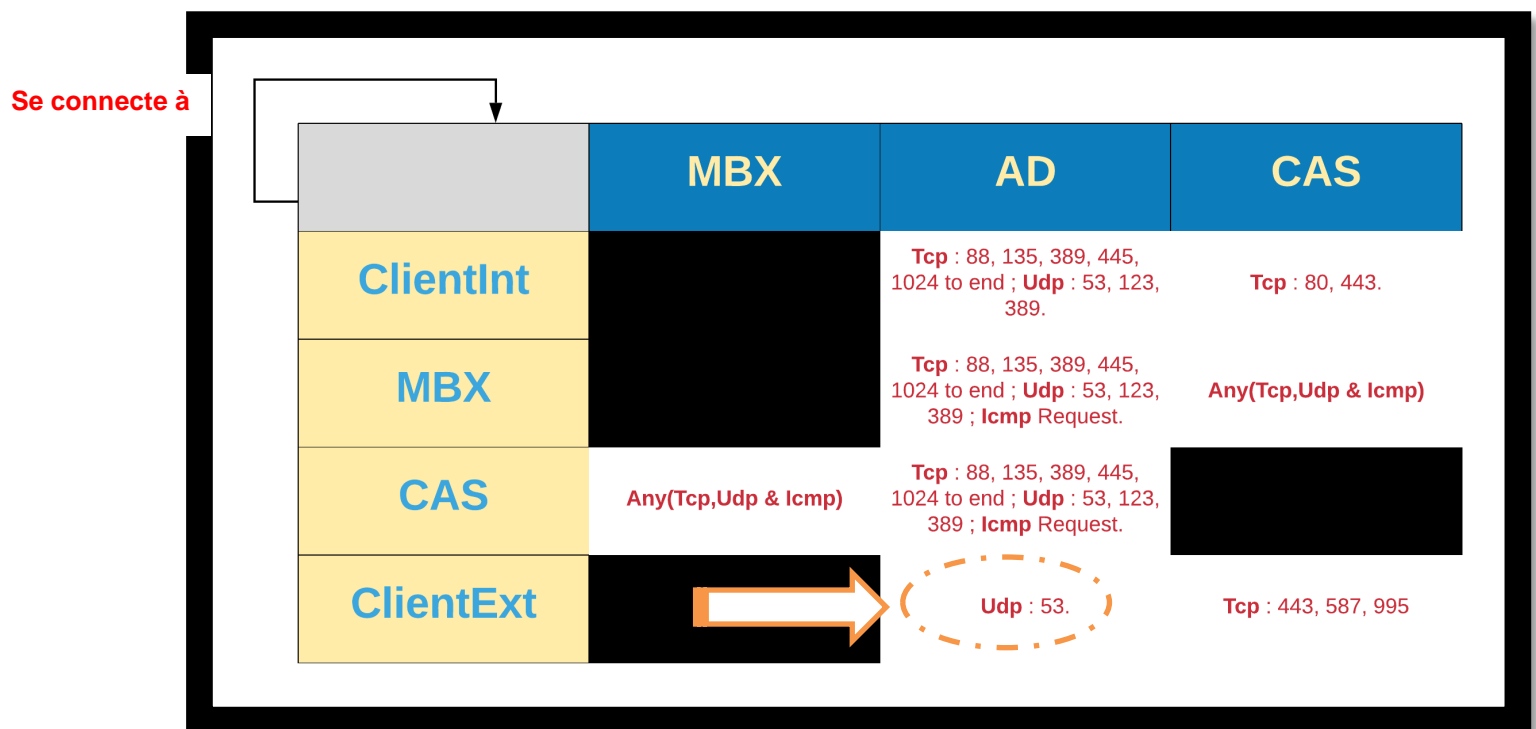 Se connecte à
MBX
AD
CAS
ClientInt
Tcp : 88, 135, 389, 445,
1024 to end ; Udp : 53, 123,
389.
Tcp : 80, 443.
MBX
Tcp : 88, 135, 389, 445,
1024 to end ; Udp : 53, 123,
389 ; Icmp Request.
Any(Tcp,Udp & Icmp)
CAS
Any(Tcp,Udp & Icmp)
Tcp : 88, 135, 389, 445,
1024 to end ; Udp : 53, 123,
389 ; Icmp Request.
ClientExt
Udp : 53.
Tcp : 443, 587, 995